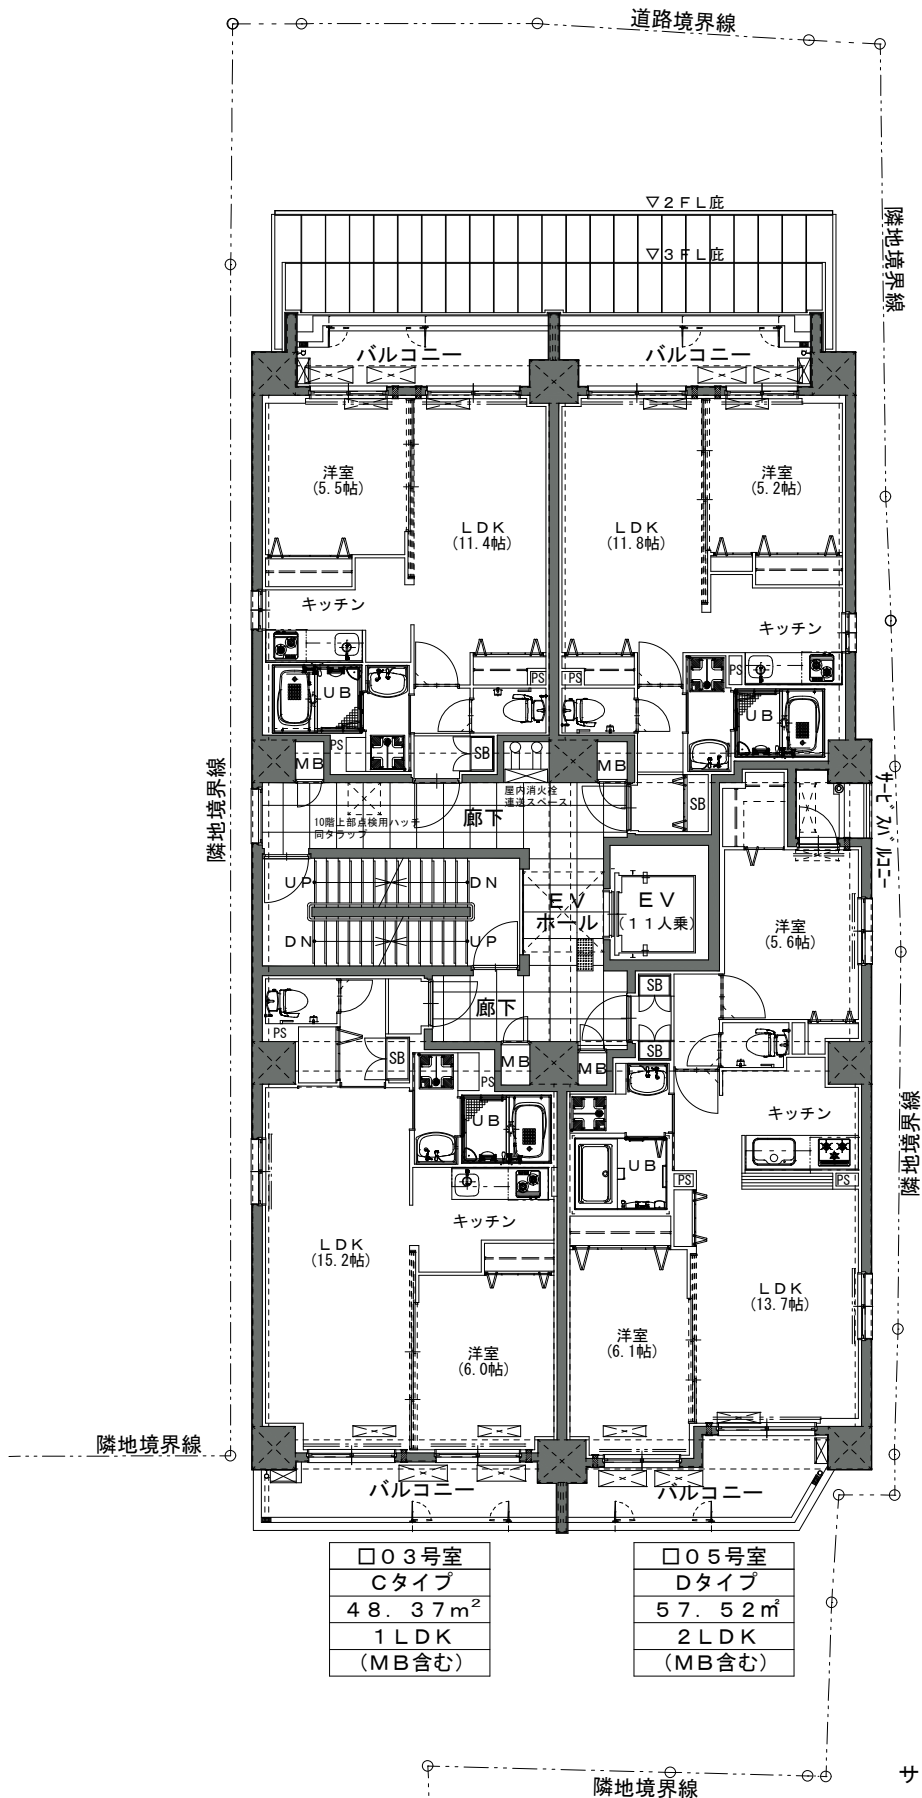 道路境界線
▽2FL庇
隣地境界線
▽3FL庇
バルコニー
バルコニー
洋室
(5.5帖)
洋室
(5.2帖)
LDK
(11.4帖)
LDK
(11.8帖)
キッチン
キッチン
PS
PS
PS
UB
UB
PS
SB
MB
MB
隣地境界線
サービスバルコニー
屋内消火栓
連送スペース
SB
10階上部点検用ハッチ
同タラップ
廊下
UP
DN
EV
ホール
EV
(11人乗)
洋室
(5.6帖)
DN
UP
SB
廊下
PS
SB
SB
MB
MB
PS
隣地境界線
UB
キッチン
UB
PS
PS
キッチン
LDK
(15.2帖)
LDK
(13.7帖)
洋室
(6.0帖)
洋室
(6.1帖)
隣地境界線
バルコニー
バルコニー
□03号室
Cタイプ
48.37m²
1LDK
(MB含む)
□05号室
Dタイプ
57.52㎡
2LDK
(MB含む)
サ
隣地境界線